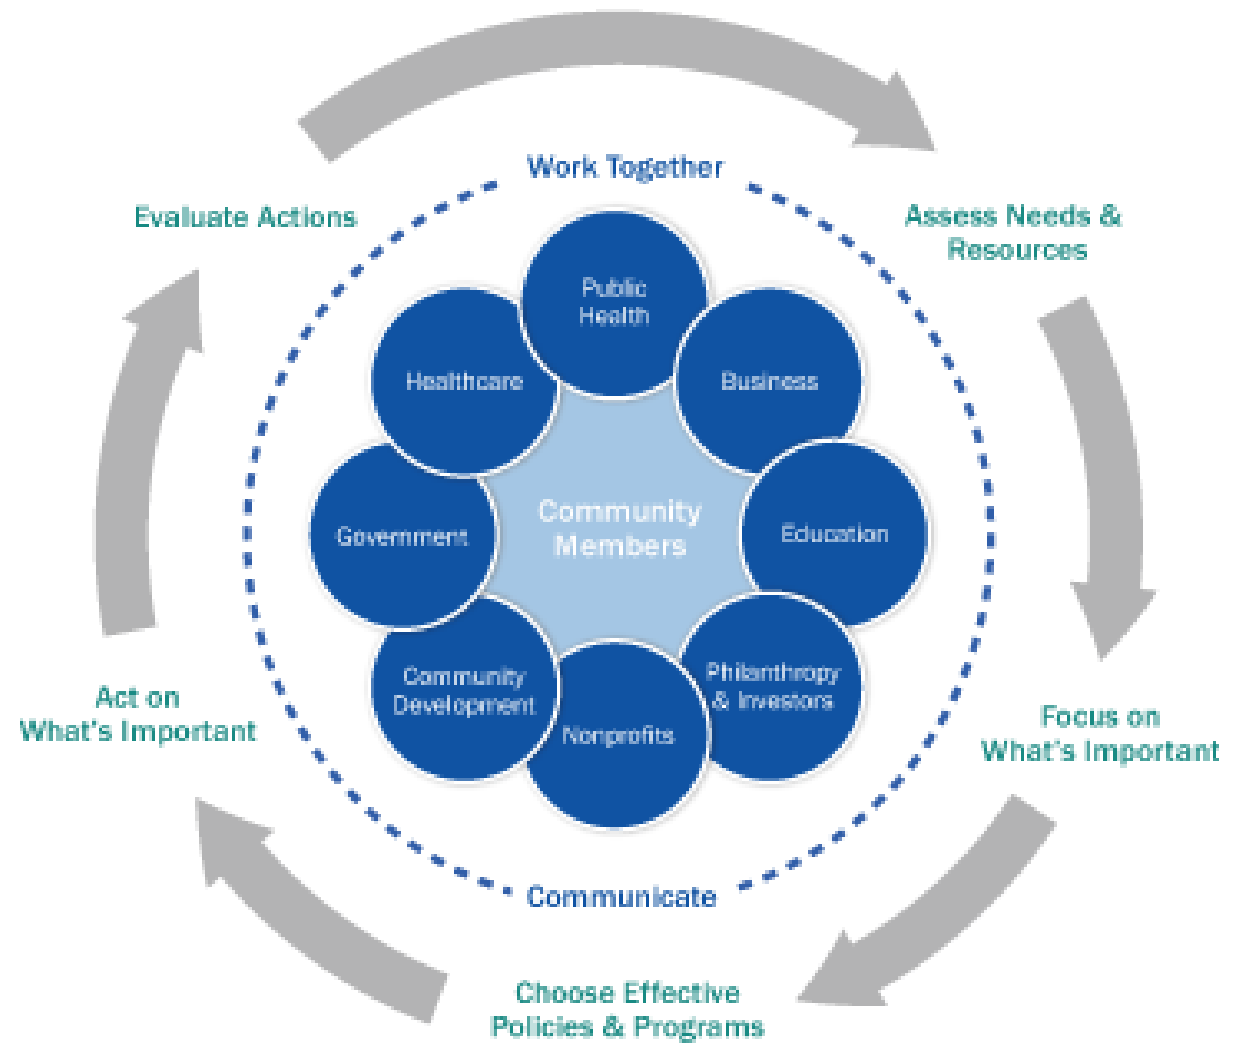 Work Together
Evaluate Actions
Assess Needs &
Resources
Public
Health
Healthcare
Business
Community
Members
Government
Education
Community
Development
Philanthropy
& Investors
Nonprofits
Act on
What's Important
Focus on
What's Important
Communicate
Choose Effective
Policies & Programs